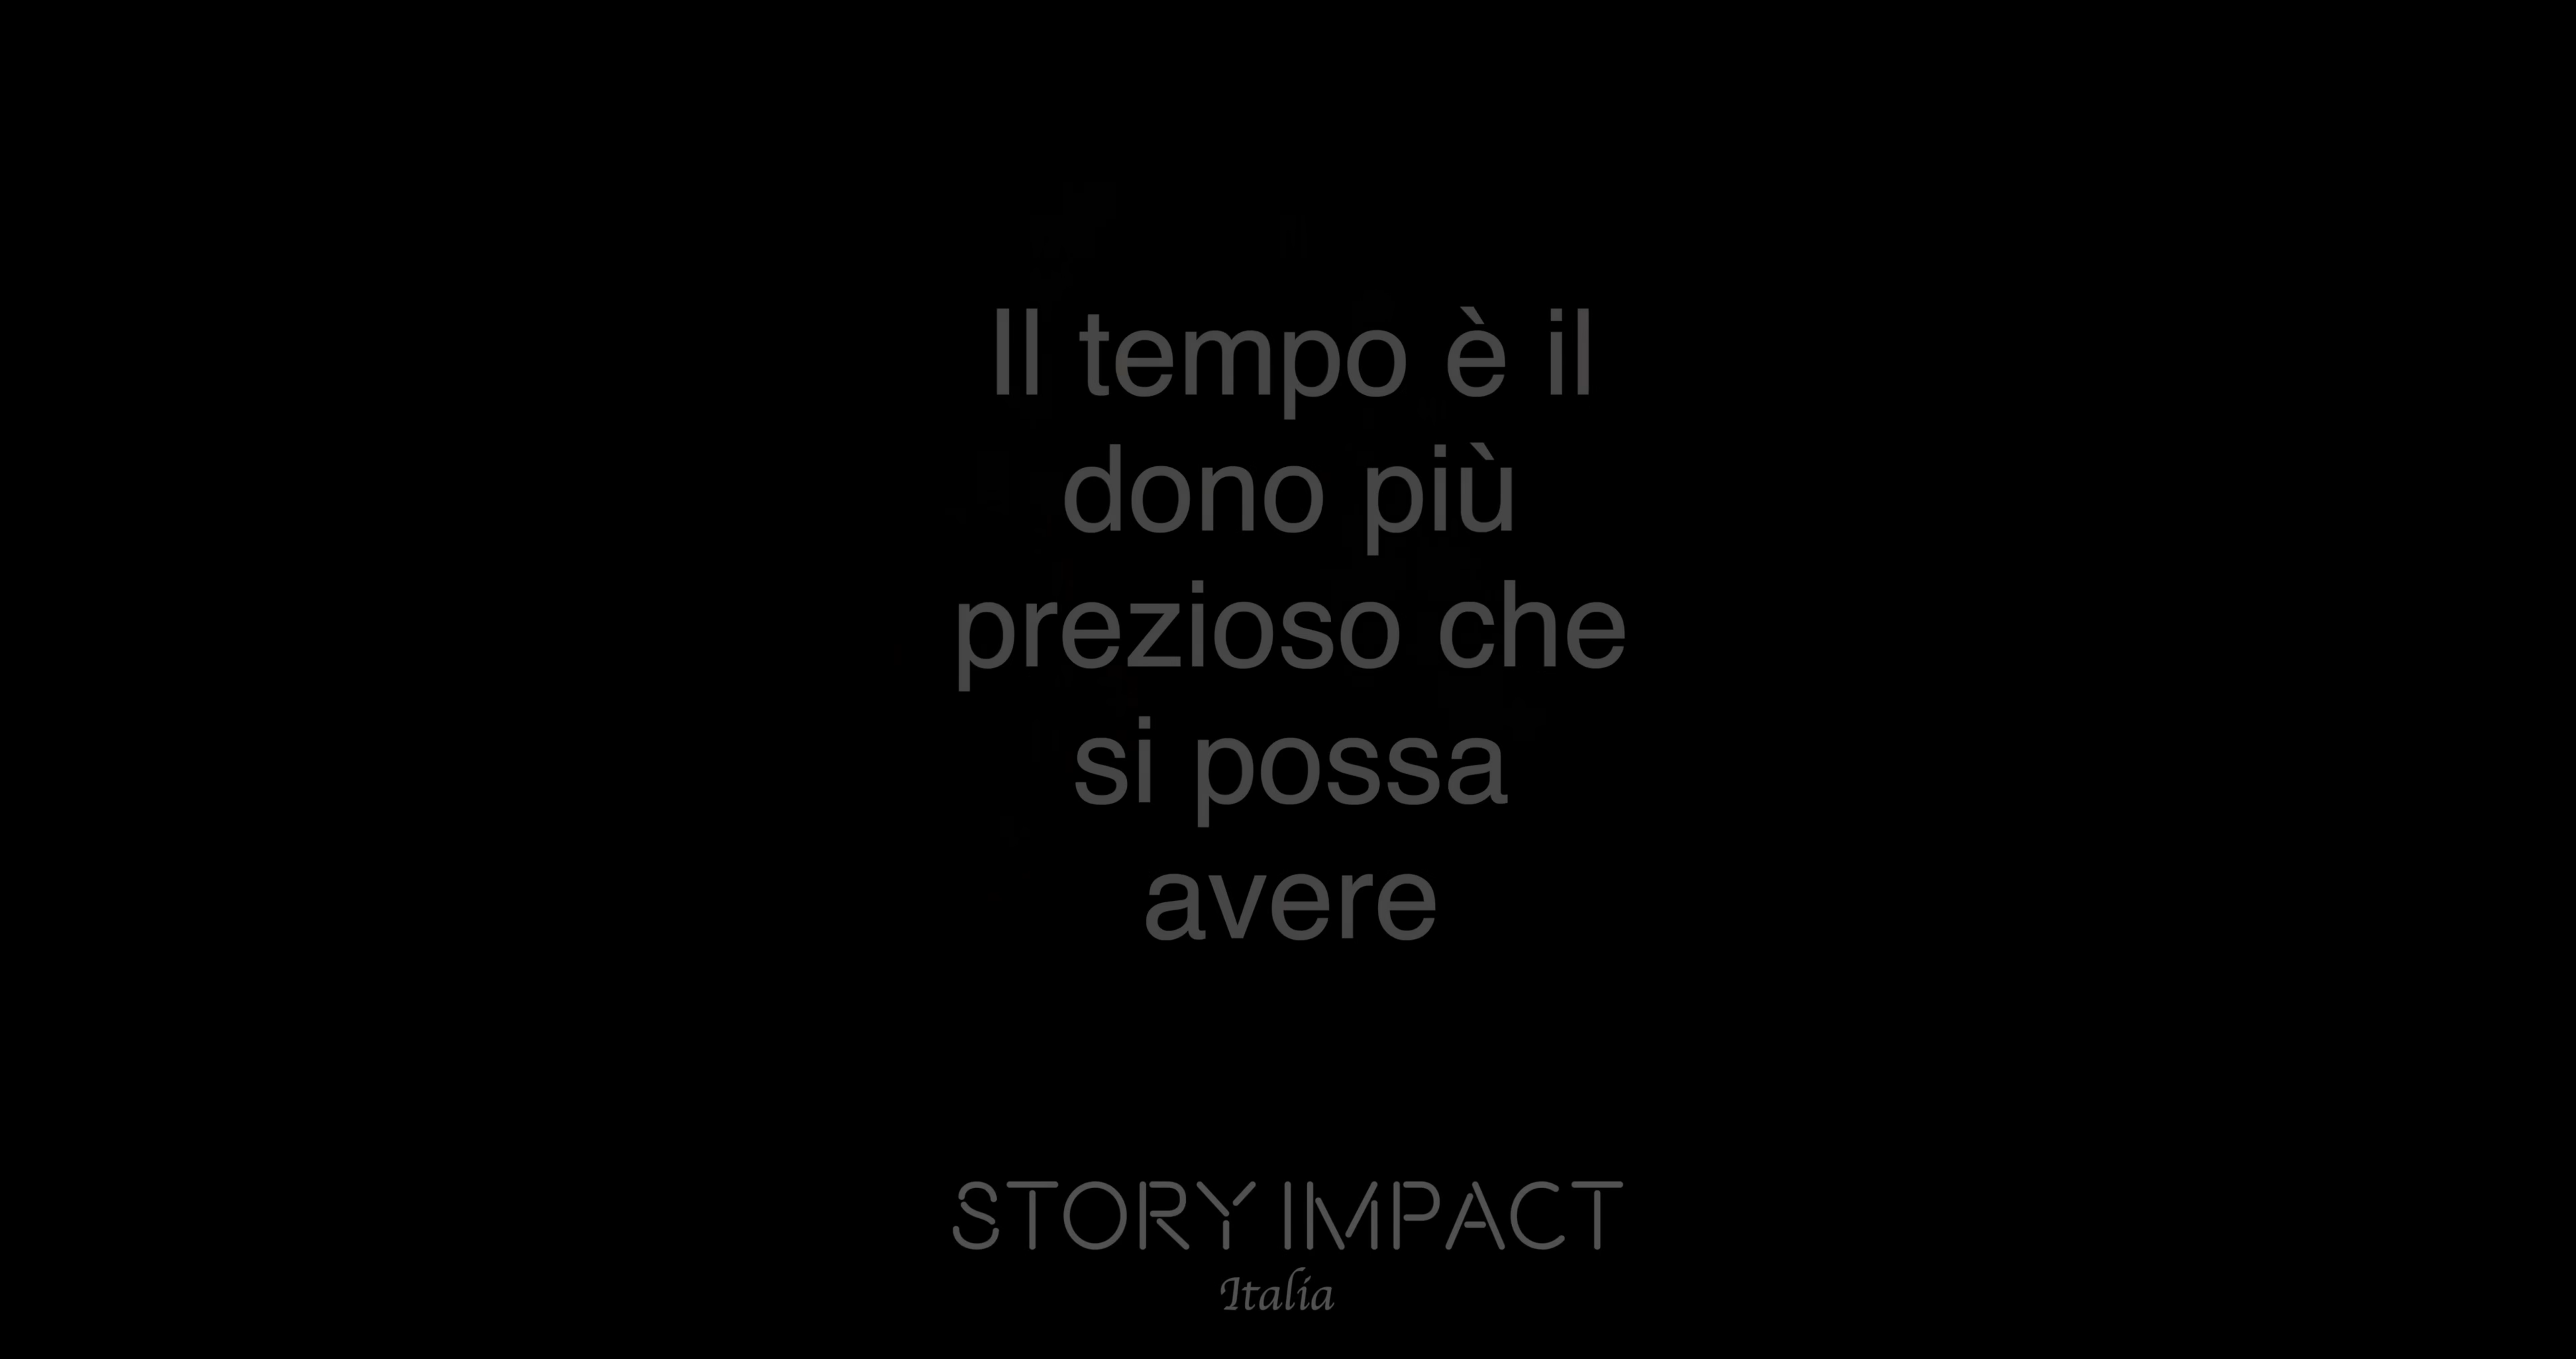 Il tempo è il
dono più
prezioso che
si possa
avere
STORY IMPACT
Italia